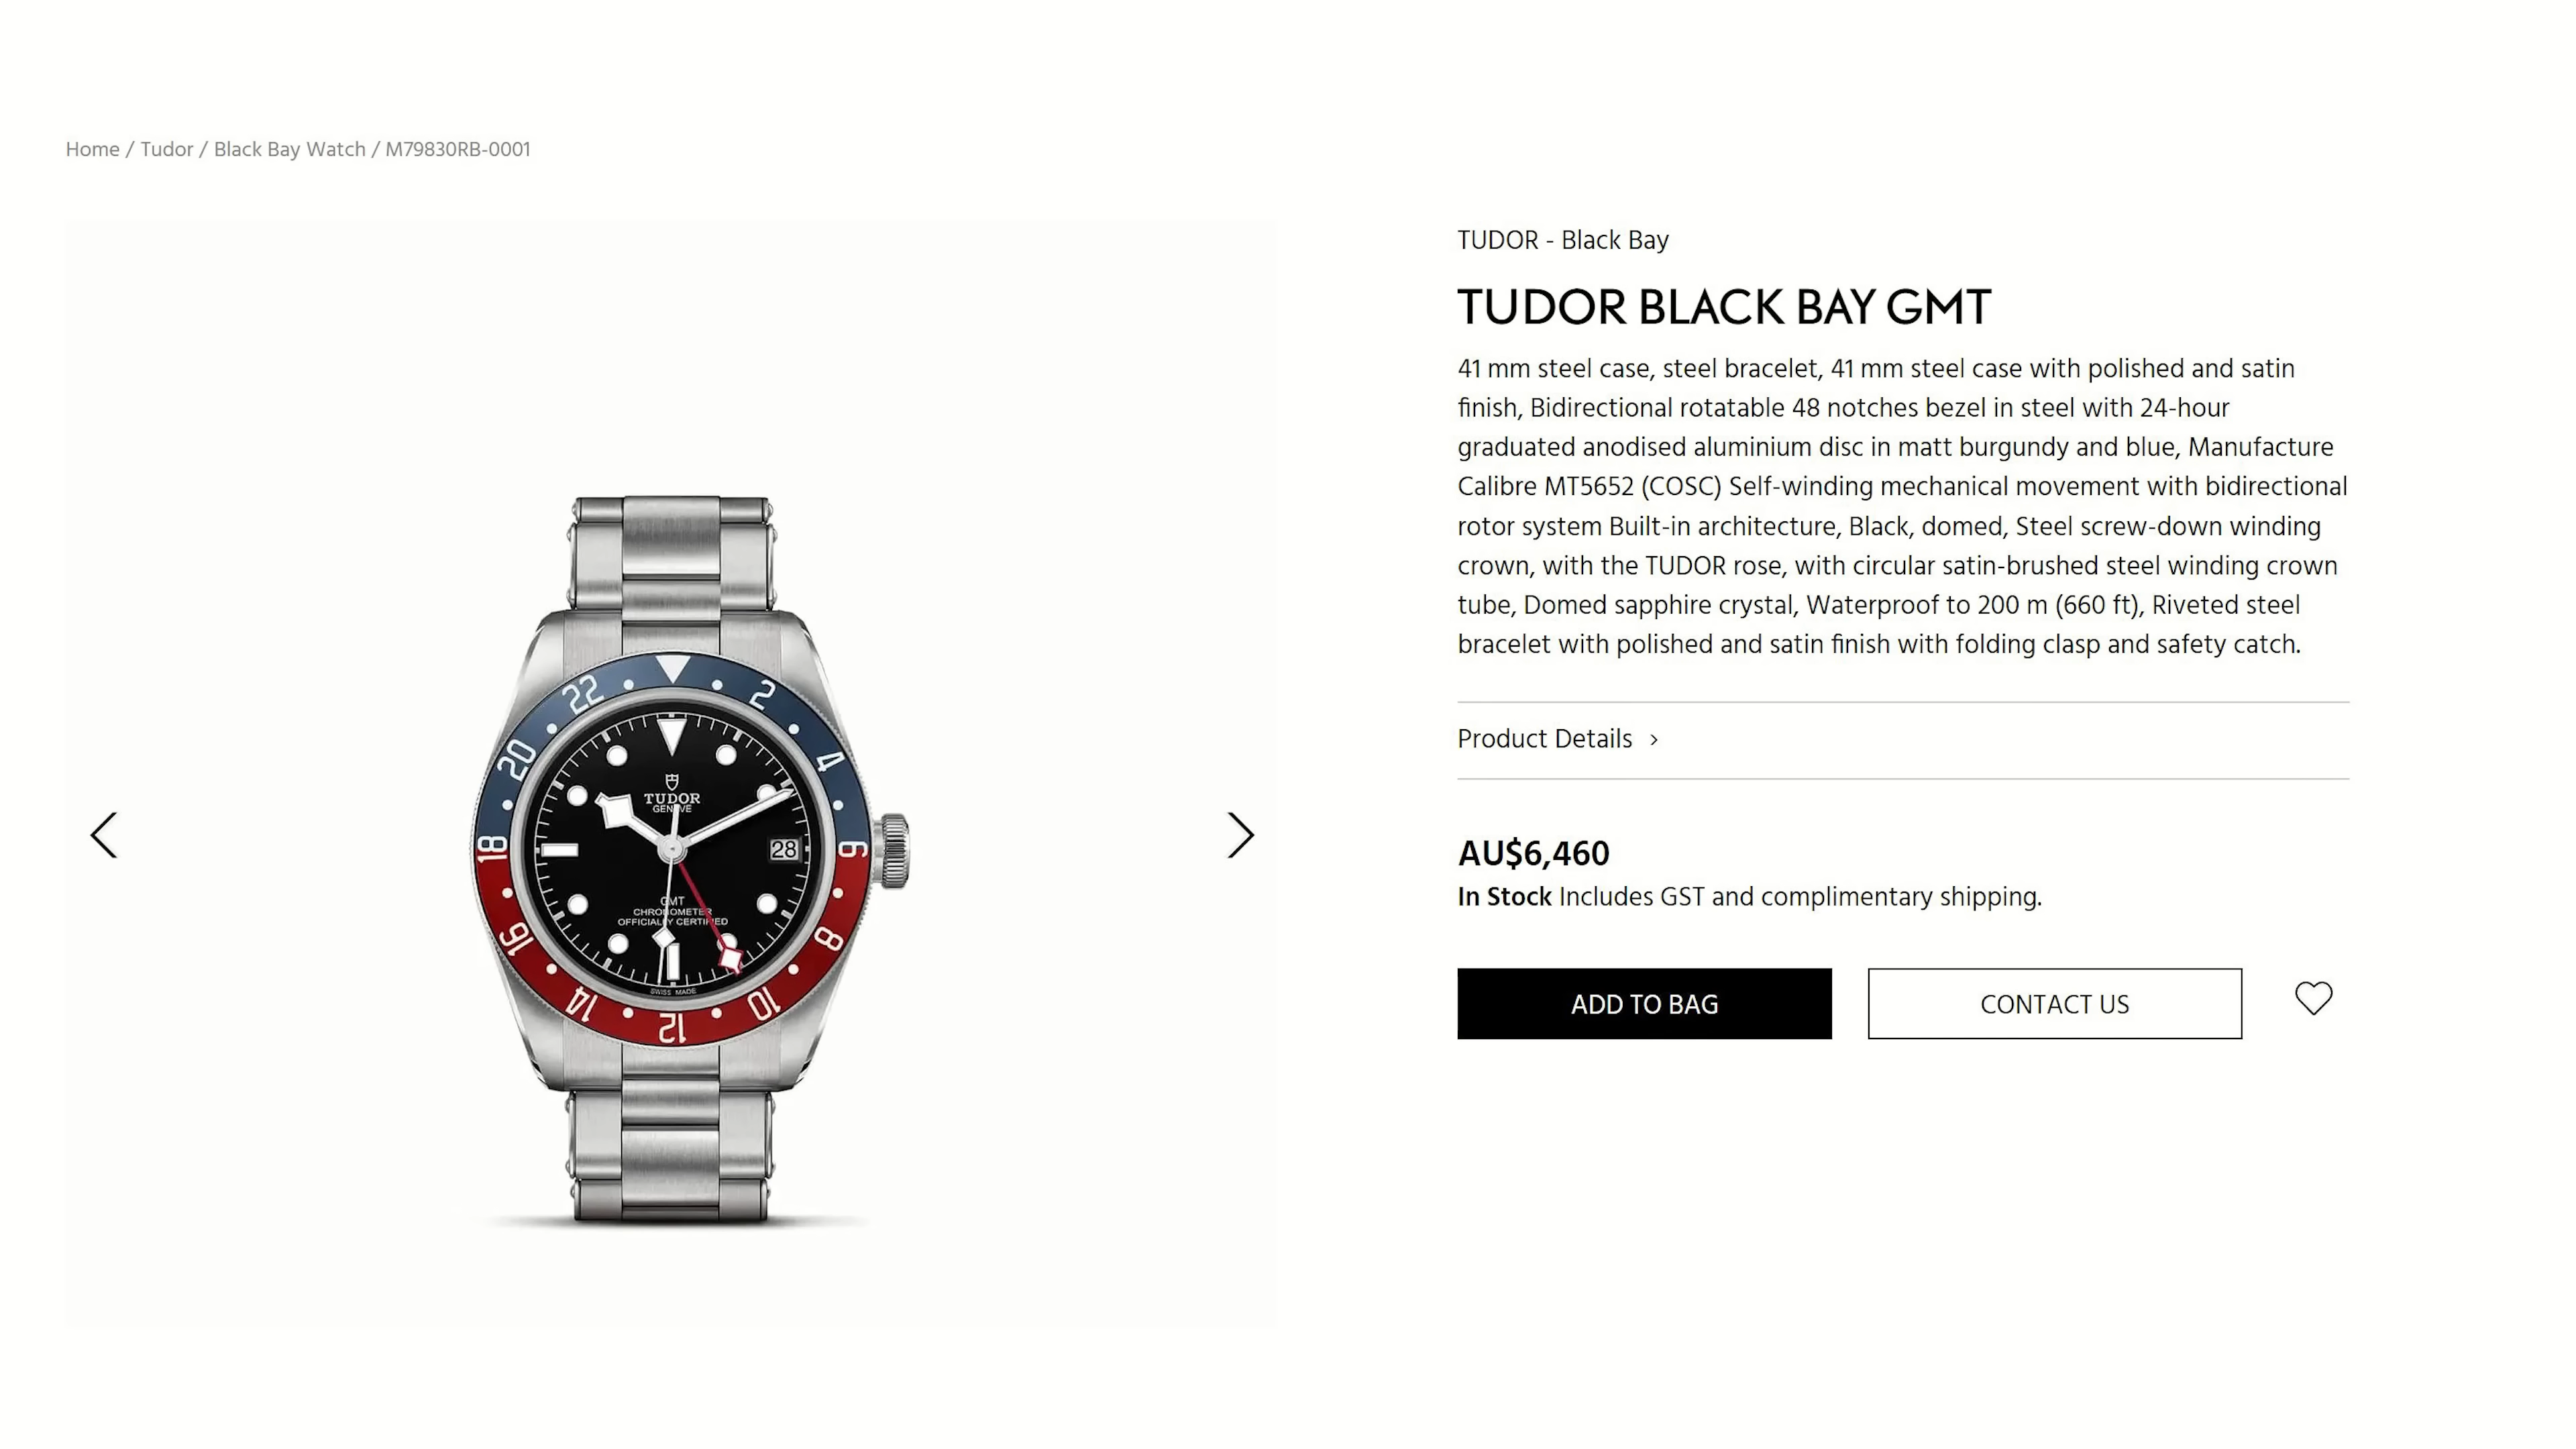 Home / Tudor / Black Bay Watch / M79830RB-0001
TUDOR - Black Bay
TUDOR BLACK BAY GMT
41 mm steel case, steel bracelet, 41 mm steel case with polished and satin
finish, Bidirectional rotatable 48 notches bezel in steel with 24-hour
graduated anodised aluminium disc in matt burgundy and blue, Manufacture
Calibre MT5652 (COSC) Self-winding mechanical movement with bidirectional
rotor system Built-in architecture, Black, domed, Steel screw-down winding
crown, with the TUDOR rose, with circular satin-brushed steel winding crown
tube, Domed sapphire crystal, Waterproof to 200 m (660 ft), Riveted steel
bracelet with polished and satin finish with folding clasp and safety catch.
Product Details >
AU$6,460
In Stock Includes GST and complimentary shipping.
ADD TO BAG
CONTACT US
2
4
6
8
10
12
14
16
18
20
22
TUDOR
GENEVE
28
GMT
CHRONOMETER
OFFICIALLY CERTIFIED
SWISS MADE